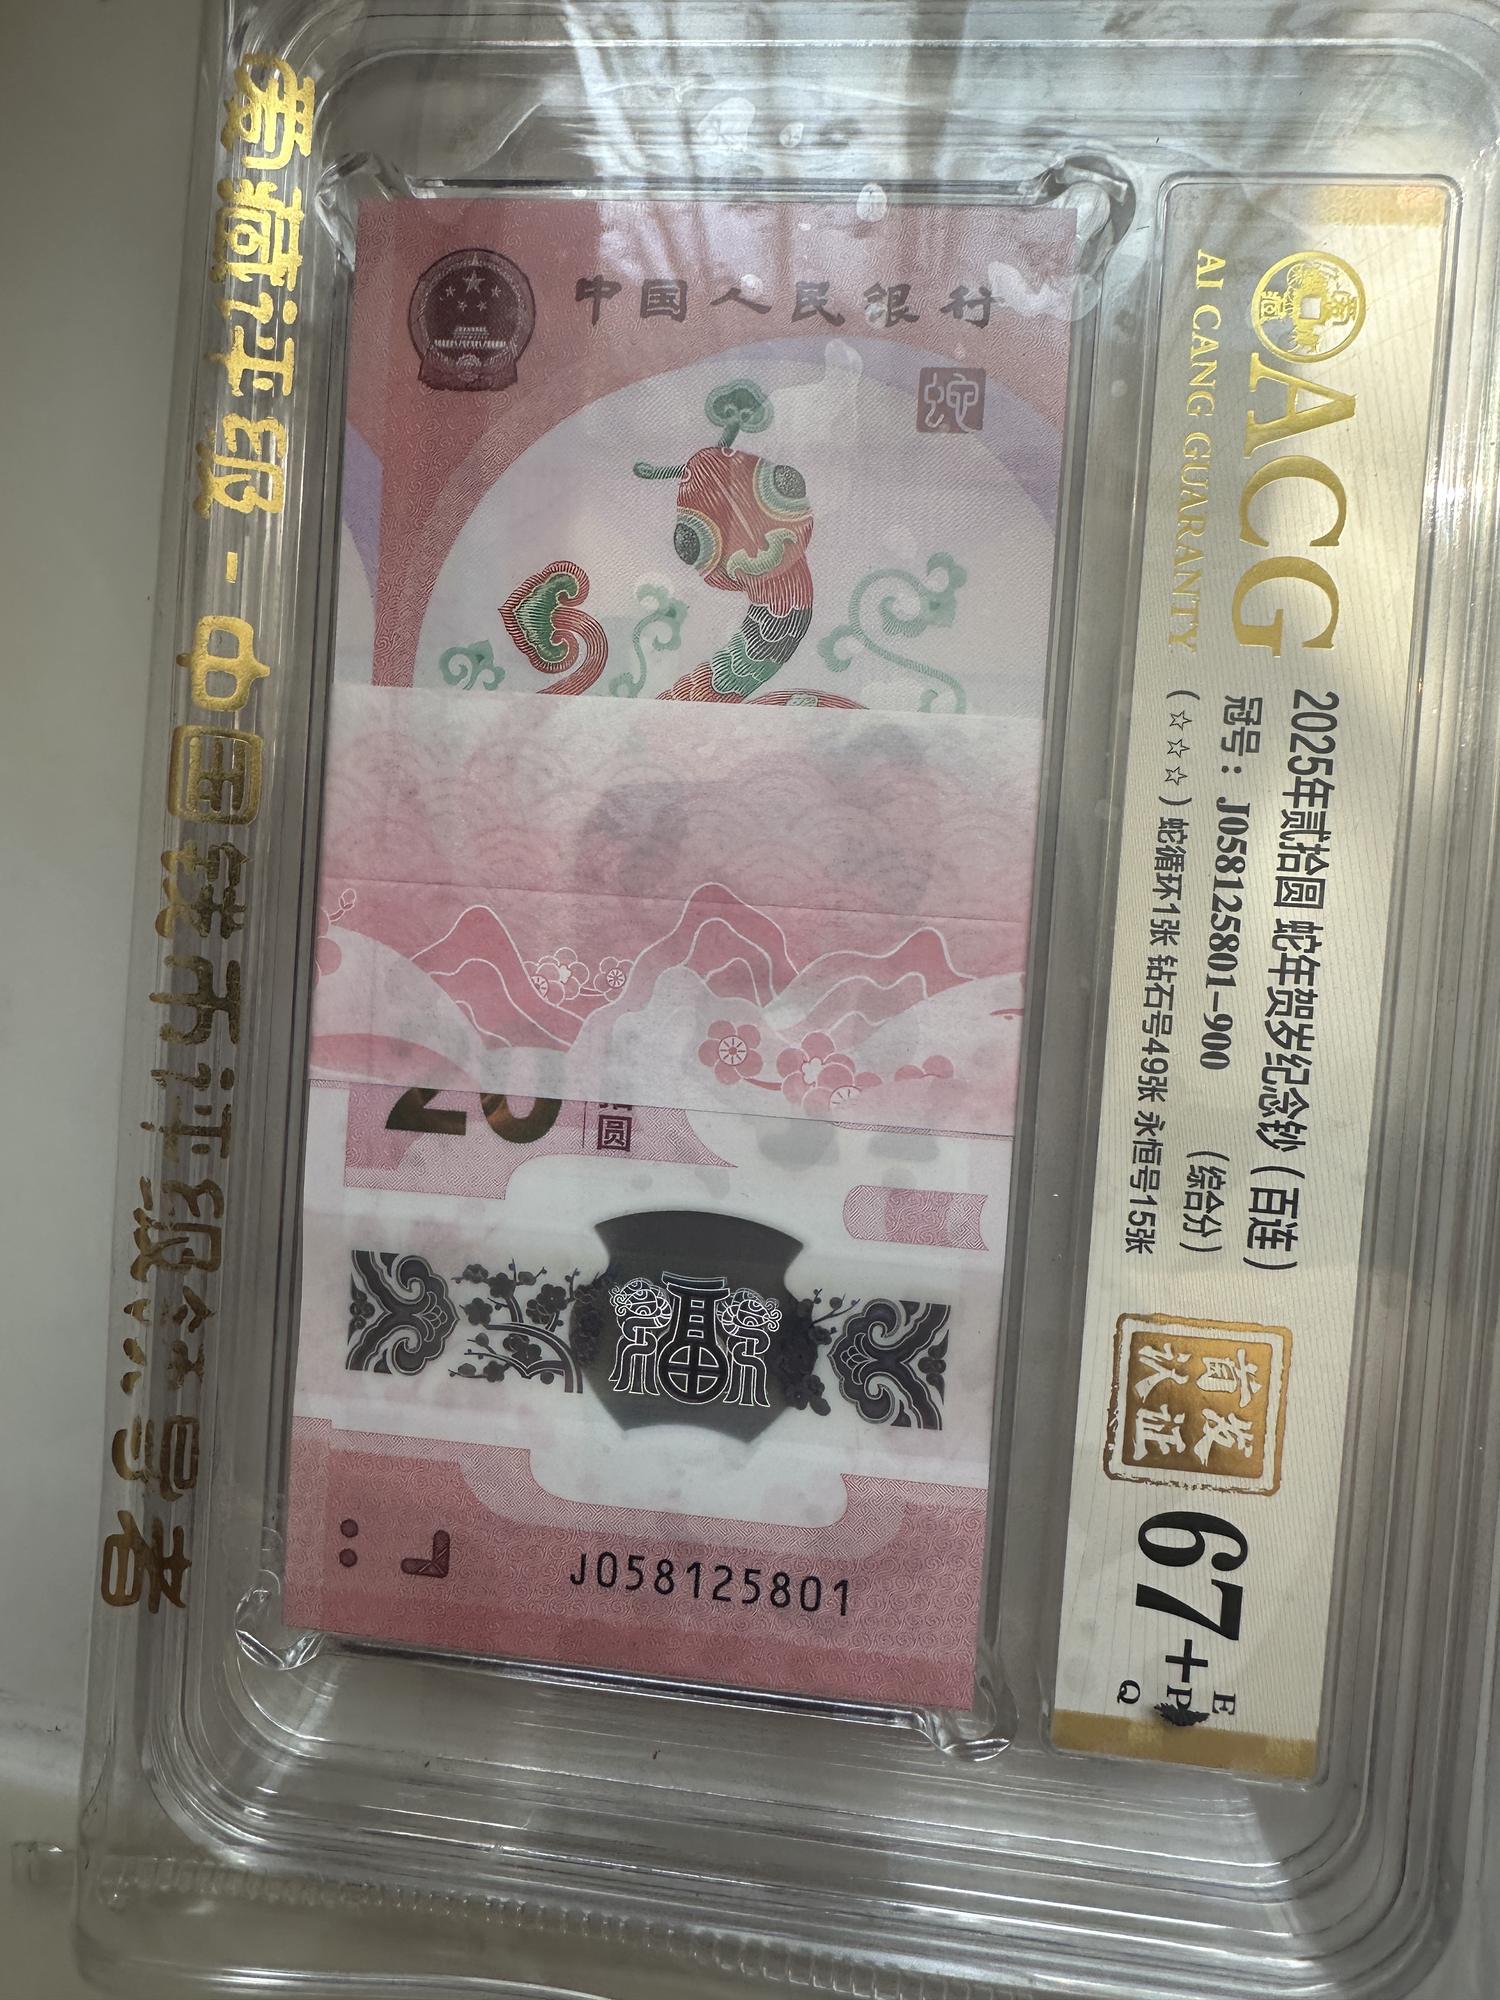 ACG
AI CANG GUARANTY
2025年贰拾圆 蛇年贺岁纪念钞（百连）
冠号：J058125801-900 （综合分）
（☆☆☆）蛇循环1张 钻石号49张 永恒号15张
首发
认证
67+
E
P
Q
中国人民银行
蛇
20
圆
福
J058125801
爱藏评级-中国钱币评级领导者